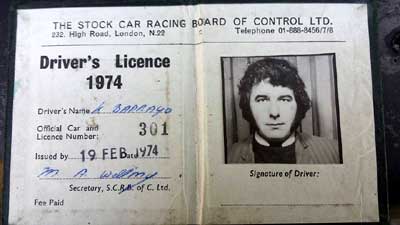 THE STOCK CAR RACING BOARD OF CONTROL LTD.
232, High Road, London, N.22 Telephone 01-888-8456/7/8
Driver's Licence
1974
Driver's Name K
Official Car and
Licence Number: 301
Issued by 19 FEB 1974 Date
M A
Secretary, S.C.R.B. of C. Ltd.
Fee Paid
Signature of Driver: